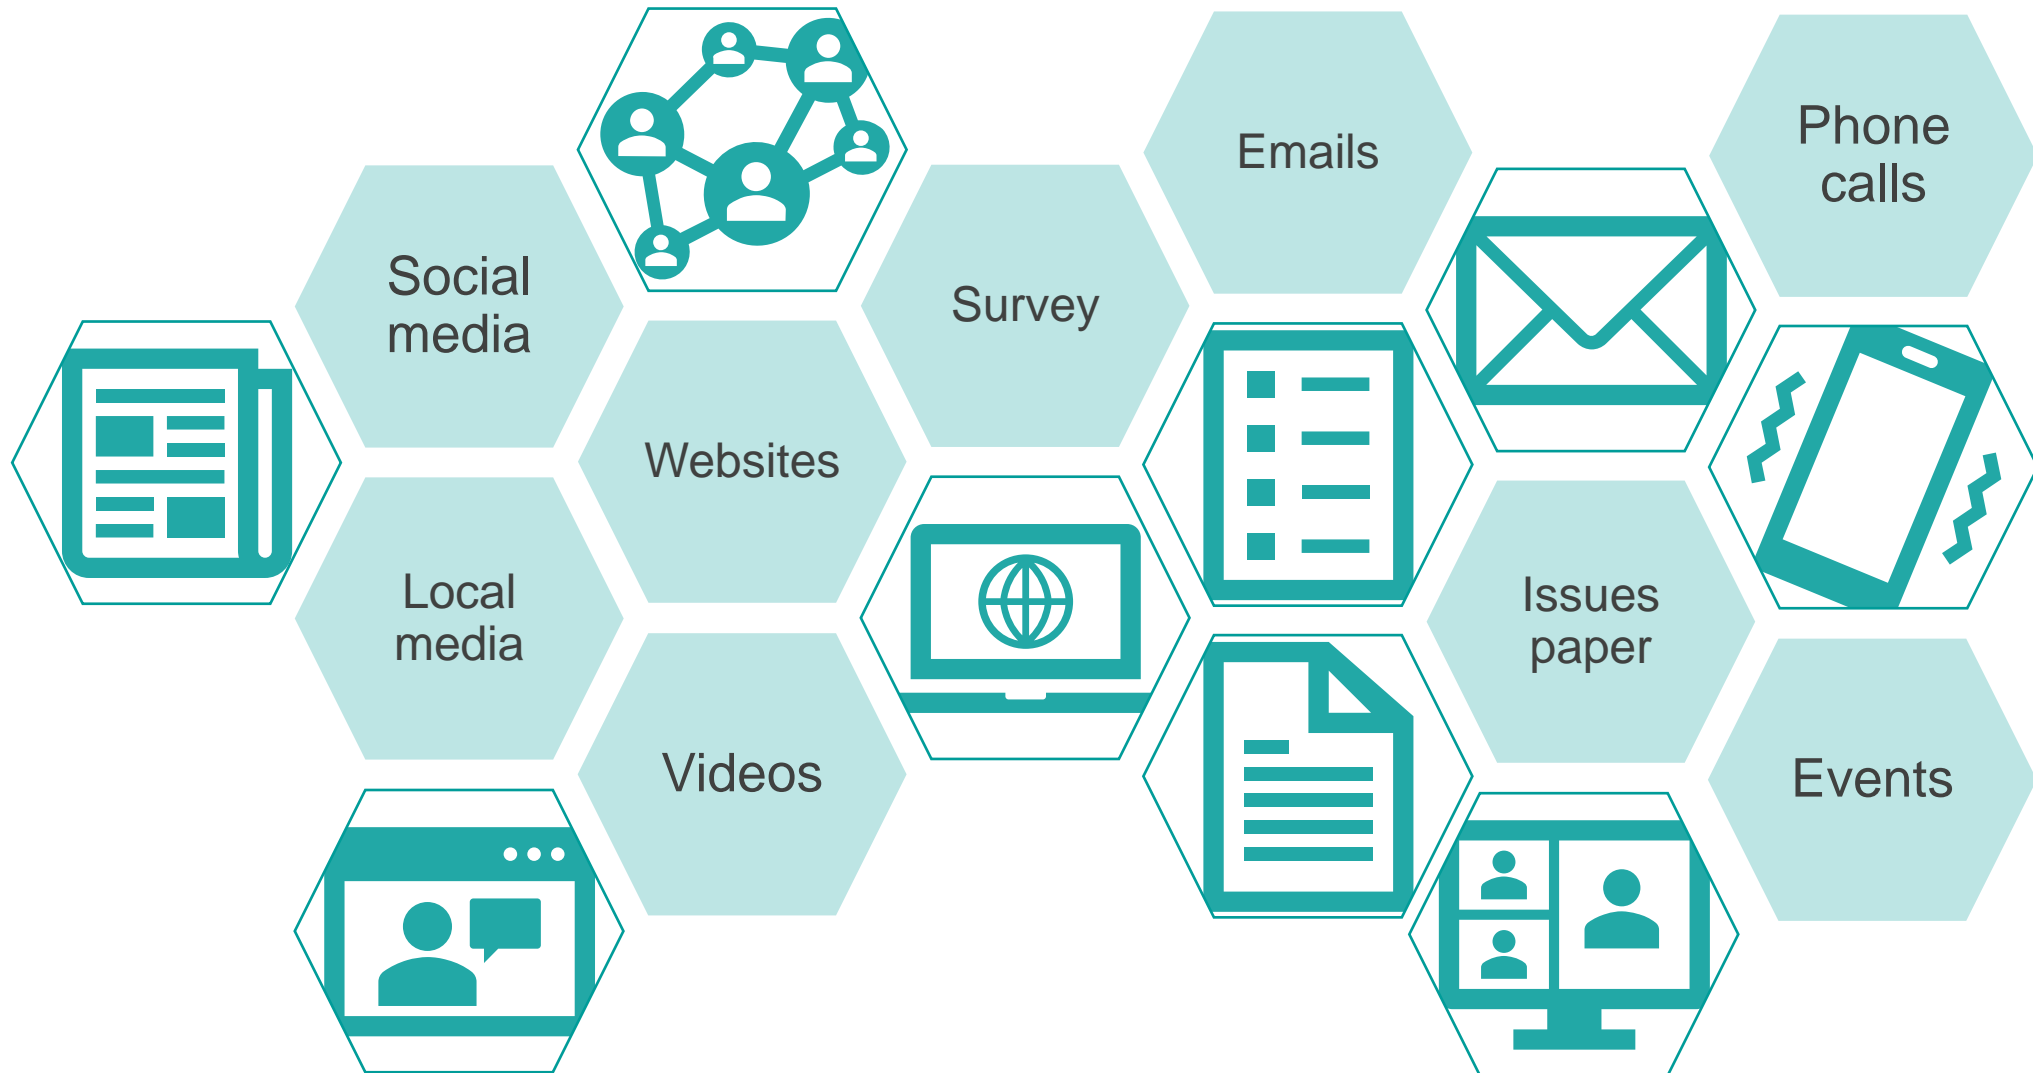 Emails
Phone
calls
Social
media
Survey
Websites
Local
media
Issues
paper
Videos
Events